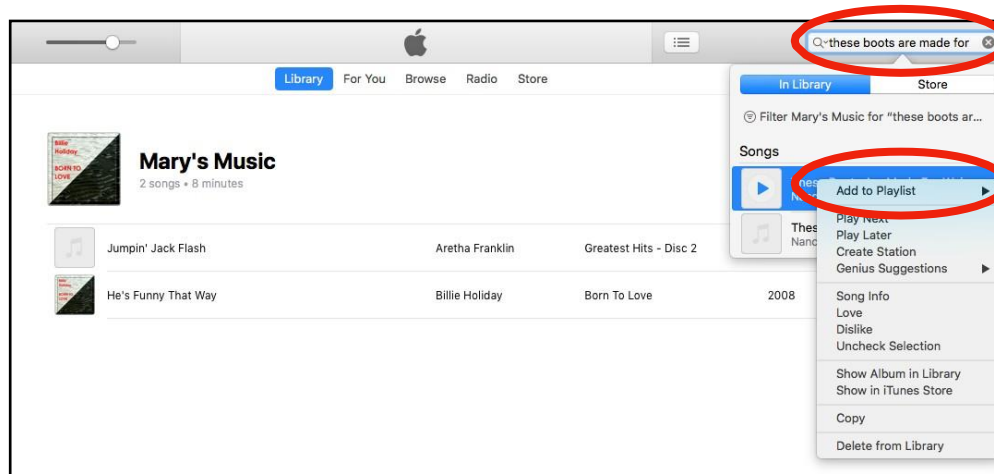 these boots are made for
Library For You Browse Radio Store
In Library Store
Filter Mary's Music for "these boots ar...
Songs
Thes
Nanc
Mary's Music
2 songs • 8 minutes
Jumpin' Jack Flash Aretha Franklin Greatest Hits - Disc 2
He's Funny That Way Billie Holiday Born To Love 2008
Billie
Holiday
BORN TO
LOVE
Add to Playlist
Play Next
Play Later
Create Station
Genius Suggestions
Song Info
Love
Dislike
Uncheck Selection
Show Album in Library
Show in iTunes Store
Copy
Delete from Library